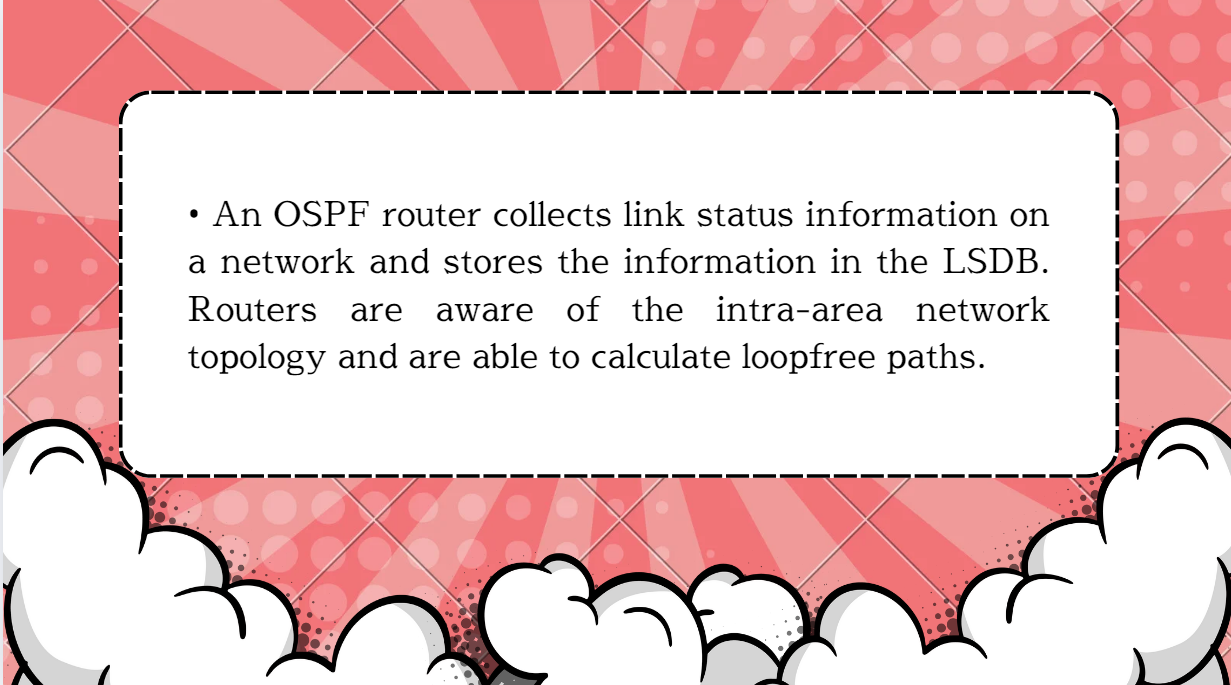 • An OSPF router collects link status information on
a network and stores the information in the LSDB.
Routers are aware of the intra-area network
topology and are able to calculate loopfree paths.